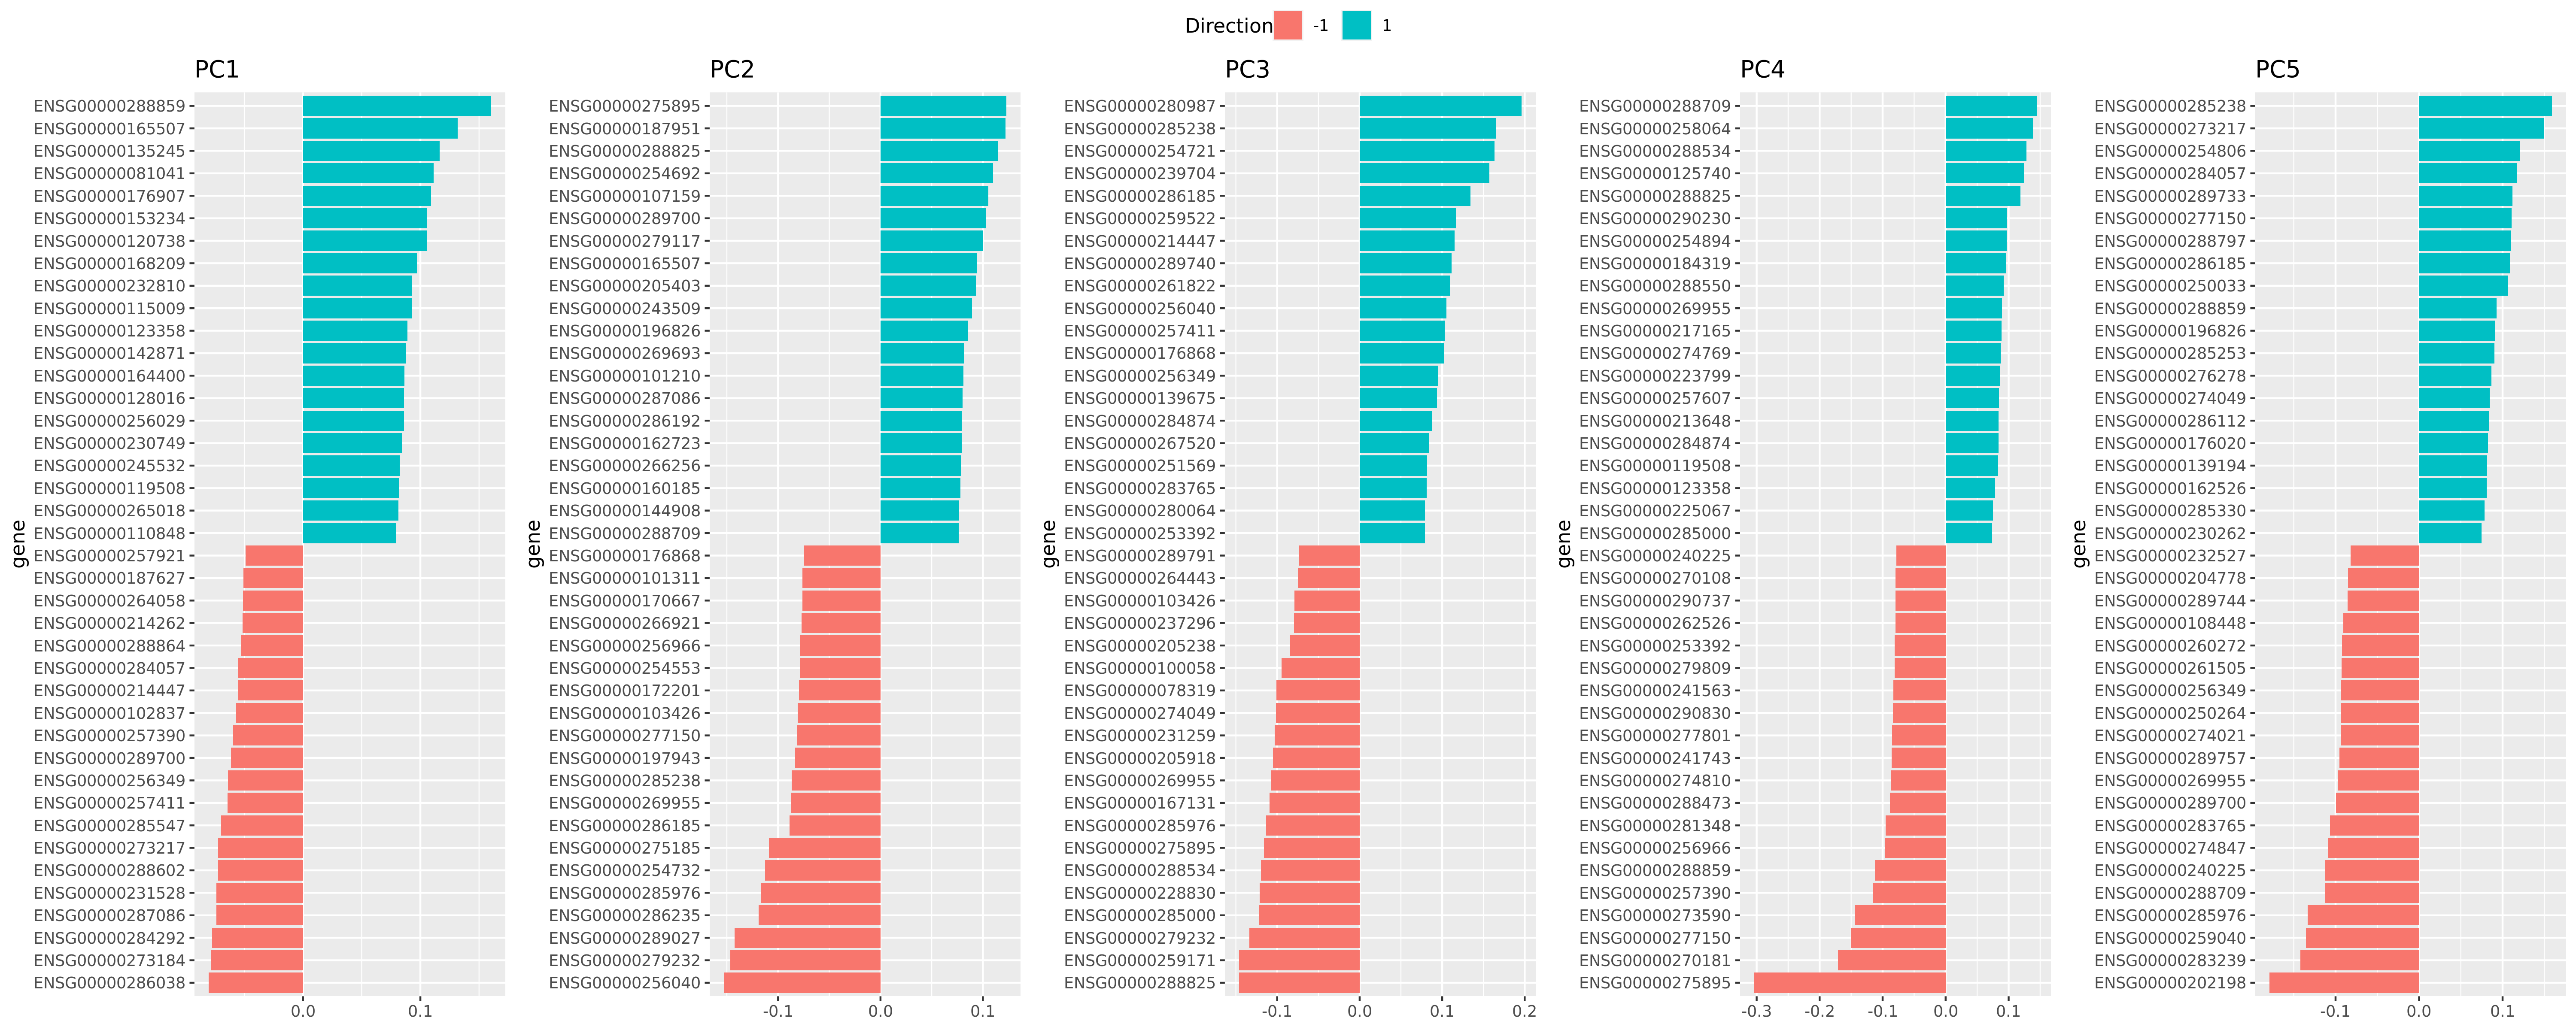 Direction -1 1
PC1
ENSG00000288859
ENSG00000165507
ENSG00000135245
ENSG00000081041
ENSG00000176907
ENSG00000153234
ENSG00000120738
ENSG00000168209
ENSG00000232810
ENSG00000115009
ENSG00000123358
ENSG00000142871
ENSG00000164400
ENSG00000128016
ENSG00000256029
ENSG00000230749
ENSG00000245532
ENSG00000119508
ENSG00000265018
ENSG00000110848
ENSG00000257921
ENSG00000187627
ENSG00000264058
ENSG00000214262
ENSG00000288864
ENSG00000284057
ENSG00000214447
ENSG00000102837
ENSG00000257390
ENSG00000289700
ENSG00000256349
ENSG00000257411
ENSG00000285547
ENSG00000273217
ENSG00000288602
ENSG00000231528
ENSG00000287086
ENSG00000284292
ENSG00000273184
ENSG00000286038
gene
0.0 0.1
PC2
ENSG00000275895
ENSG00000187951
ENSG00000288825
ENSG00000254692
ENSG00000107159
ENSG00000289700
ENSG00000279117
ENSG00000165507
ENSG00000205403
ENSG00000243509
ENSG00000196826
ENSG00000269693
ENSG00000101210
ENSG00000287086
ENSG00000286192
ENSG00000162723
ENSG00000266256
ENSG00000160185
ENSG00000144908
ENSG00000288709
ENSG00000176868
ENSG00000101311
ENSG00000170667
ENSG00000266921
ENSG00000256966
ENSG00000254553
ENSG00000172201
ENSG00000103426
ENSG00000277150
ENSG00000197943
ENSG00000285238
ENSG00000269955
ENSG00000286185
ENSG00000275185
ENSG00000254732
ENSG00000285976
ENSG00000286235
ENSG00000289027
ENSG00000279232
ENSG00000256040
gene
-0.1 0.0 0.1
PC3
ENSG00000280987
ENSG00000285238
ENSG00000254721
ENSG00000239704
ENSG00000286185
ENSG00000259522
ENSG00000214447
ENSG00000289740
ENSG00000261822
ENSG00000256040
ENSG00000257411
ENSG00000176868
ENSG00000256349
ENSG00000139675
ENSG00000284874
ENSG00000267520
ENSG00000251569
ENSG00000283765
ENSG00000280064
ENSG00000253392
ENSG00000289791
ENSG00000264443
ENSG00000103426
ENSG00000237296
ENSG00000205238
ENSG00000100058
ENSG00000078319
ENSG00000274049
ENSG00000231259
ENSG00000205918
ENSG00000269955
ENSG00000167131
ENSG00000285976
ENSG00000275895
ENSG00000288534
ENSG00000228830
ENSG00000285000
ENSG00000279232
ENSG00000259171
ENSG00000288825
gene
-0.1 0.0 0.1 0.2
PC4
ENSG00000288709
ENSG00000258064
ENSG00000288534
ENSG00000125740
ENSG00000288825
ENSG00000290230
ENSG00000254894
ENSG00000184319
ENSG00000288550
ENSG00000269955
ENSG00000217165
ENSG00000274769
ENSG00000223799
ENSG00000257607
ENSG00000213648
ENSG00000284874
ENSG00000119508
ENSG00000123358
ENSG00000225067
ENSG00000285000
ENSG00000240225
ENSG00000270108
ENSG00000290737
ENSG00000262526
ENSG00000253392
ENSG00000279809
ENSG00000241563
ENSG00000290830
ENSG00000277801
ENSG00000241743
ENSG00000274810
ENSG00000288473
ENSG00000281348
ENSG00000256966
ENSG00000288859
ENSG00000257390
ENSG00000273590
ENSG00000277150
ENSG00000270181
ENSG00000275895
gene
-0.3 -0.2 -0.1 0.0 0.1
PC5
ENSG00000285238
ENSG00000273217
ENSG00000254806
ENSG00000284057
ENSG00000289733
ENSG00000277150
ENSG00000288797
ENSG00000286185
ENSG00000250033
ENSG00000288859
ENSG00000196826
ENSG00000285253
ENSG00000276278
ENSG00000274049
ENSG00000286112
ENSG00000176020
ENSG00000139194
ENSG00000162526
ENSG00000285330
ENSG00000230262
ENSG00000232527
ENSG00000204778
ENSG00000289744
ENSG00000108448
ENSG00000260272
ENSG00000261505
ENSG00000256349
ENSG00000250264
ENSG00000274021
ENSG00000289757
ENSG00000269955
ENSG00000289700
ENSG00000283765
ENSG00000274847
ENSG00000240225
ENSG00000288709
ENSG00000285976
ENSG00000259040
ENSG00000283239
ENSG00000202198
gene
-0.1 0.0 0.1